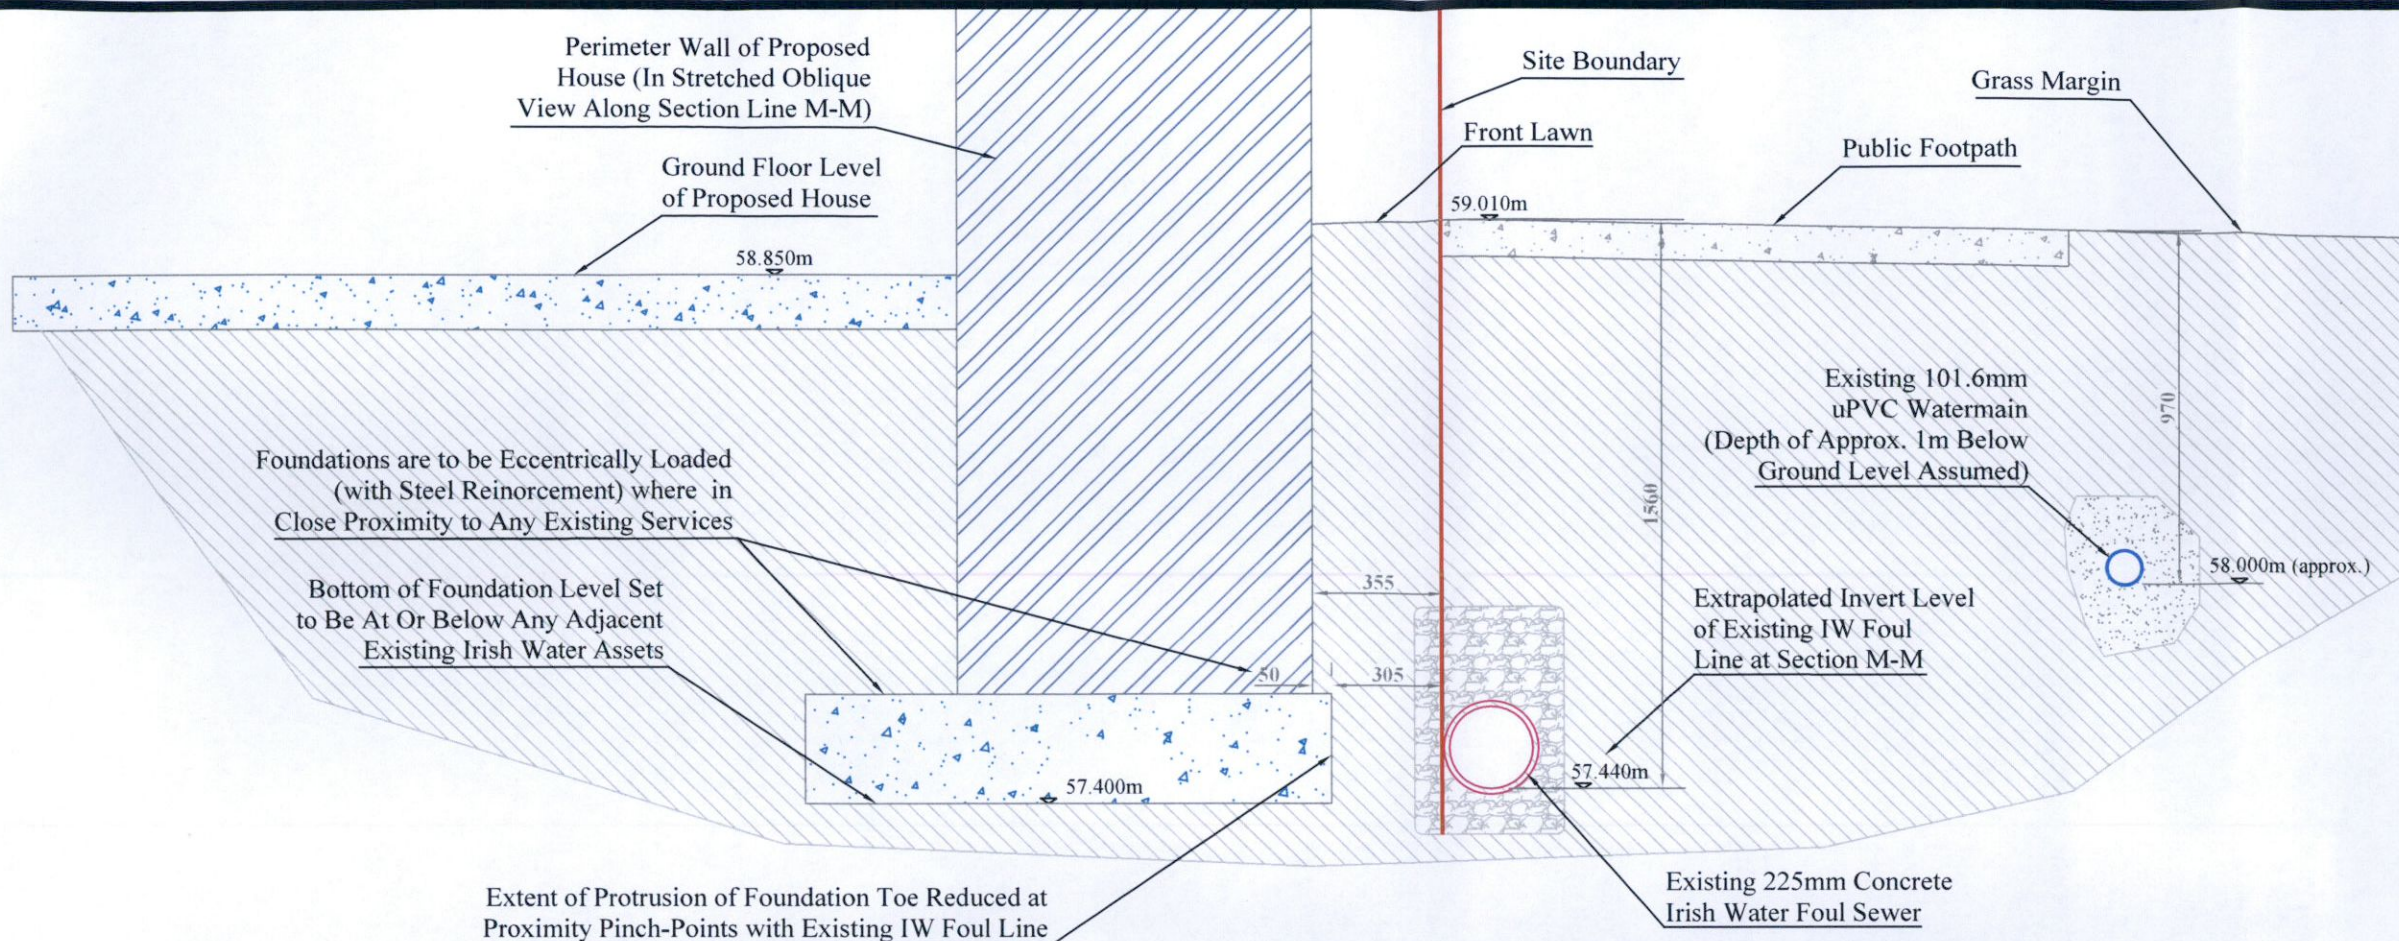 Perimeter Wall of Proposed
House (In Stretched Oblique
View Along Section Line M-M)
Ground Floor Level
of Proposed House
58.850m
Site Boundary
Front Lawn
Grass Margin
Public Footpath
59.010m
Existing 101.6mm
uPVC Watermain
(Depth of Approx. 1m Below
Ground Level Assumed)
970
1560
58.000m (approx.)
Foundations are to be Eccentrically Loaded
(with Steel Reinorcement) where in
Close Proximity to Any Existing Services
Bottom of Foundation Level Set
to Be At Or Below Any Adjacent
Existing Irish Water Assets
355
50
305
Extrapolated Invert Level
of Existing IW Foul
Line at Section M-M
57.440m
57.400m
Extent of Protrusion of Foundation Toe Reduced at
Proximity Pinch-Points with Existing IW Foul Line
Existing 225mm Concrete
Irish Water Foul Sewer